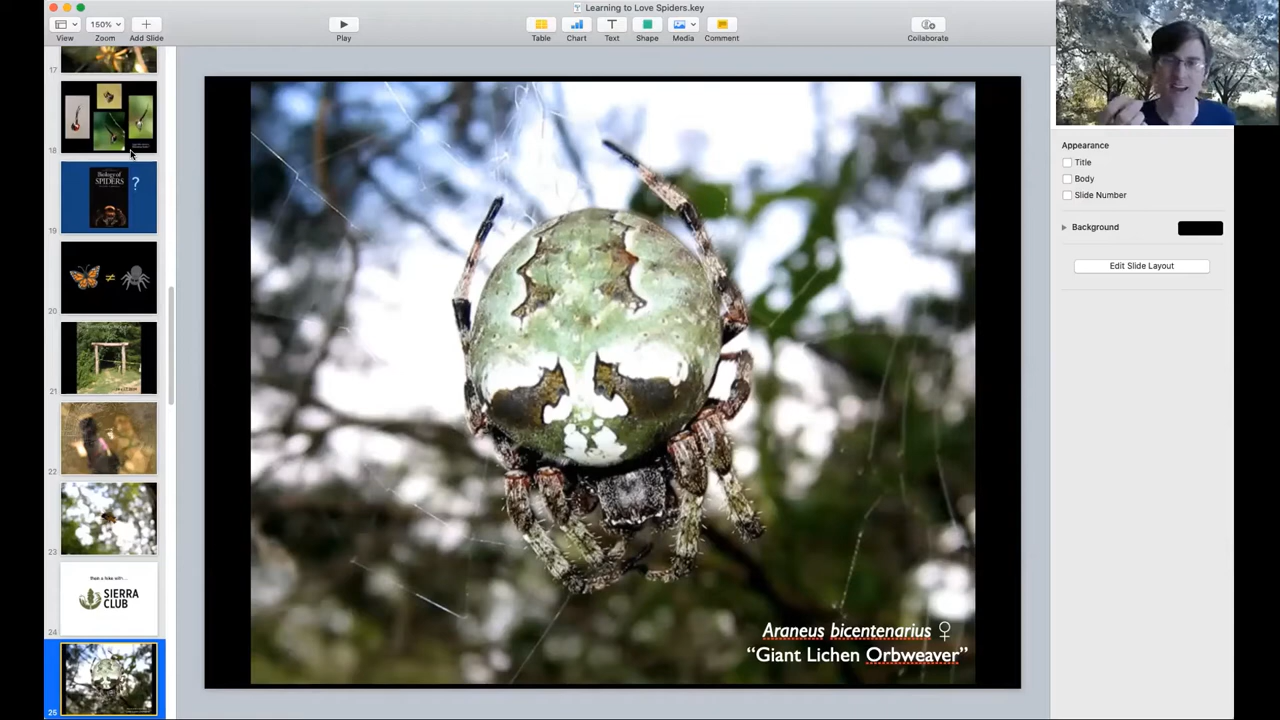 Learning to Love Spiders.key
150%
View
Zoom
Add Slide
Play
Table
Chart
Text
Shape
Media
Comment
Collaborate
17
18
Biology of
SPIDERS
?
19
≠
20
21
22
23
SIERRA
CLUB
24
25
Araneus bicentenarius ♀
“Giant Lichen Orbweaver”
Appearance
Title
Body
Slide Number
Background
Edit Slide Layout